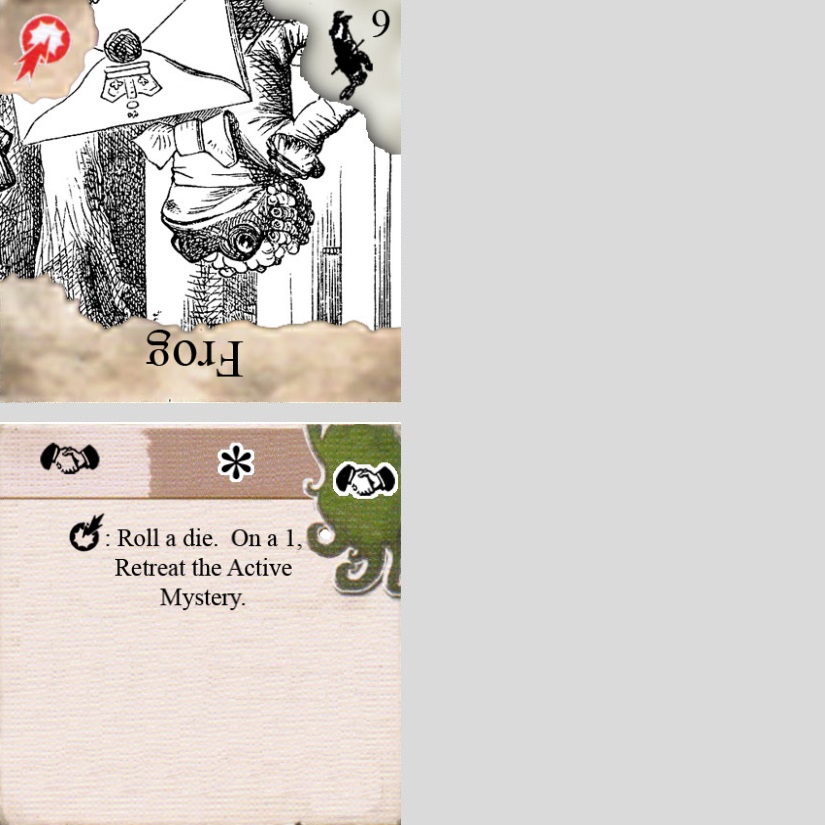 9
Frog
: Roll a die. On a 1,
Retreat the Active
Mystery.